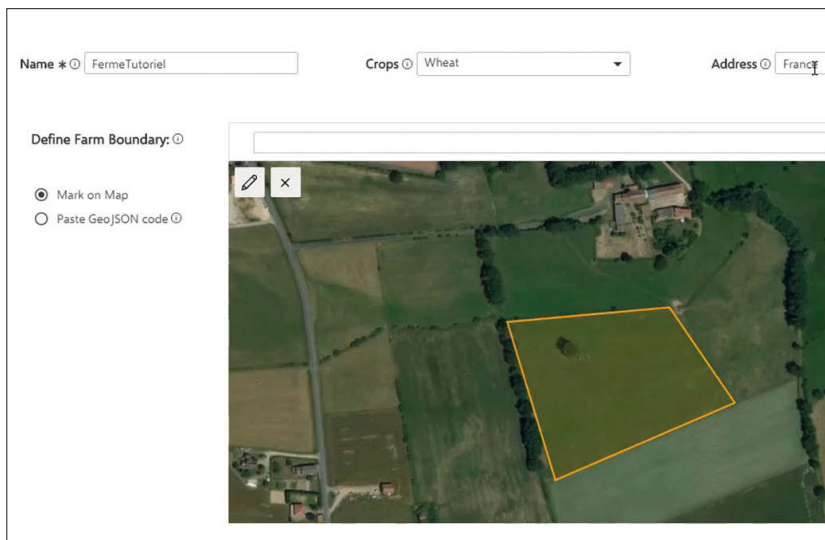 Name * FermeTutoriel
Crops Wheat
Address France
Define Farm Boundary:
Mark on Map
Paste GeoJSON code